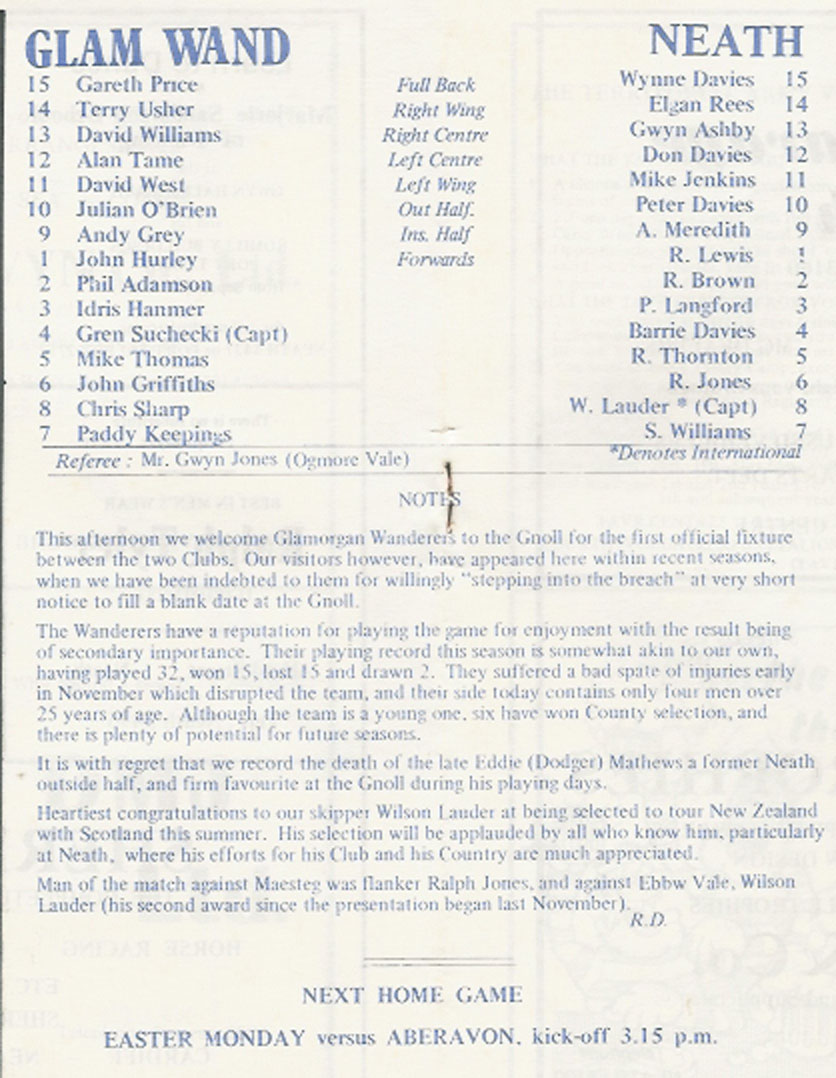 GLAM WAND NEATH
15 Gareth Price Full Back Wynne Davies 15
14 Terry Usher Right Wing Elgan Rees 14
13 David Williams Right Centre Gwyn Ashby 13
12 Alan Tame Left Centre Don Davies 12
11 David West Left Wing Mike Jenkins 11
10 Julian O'Brien Out Half. Peter Davies 10
9 Andy Grey Ins. Half A. Meredith 9
1 John Hurley Forwards R. Lewis 1
2 Phil Adamson R. Brown 2
3 Idris Hanmer P. Langford 3
4 Gren Suchecki (Capt) Barrie Davies 4
5 Mike Thomas R. Thornton 5
6 John Griffiths R. Jones 6
8 Chris Sharp W. Lauder * (Capt) 8
7 Paddy Keepings S. Williams 7
Referee : Mr. Gwyn Jones (Ogmore Vale) *Denotes International
NOTES
This afternoon we welcome Glamorgan Wanderers to the Gnoll for the first official fixture
between the two Clubs. Our visitors however, have appeared here within recent seasons,
when we have been indebted to them for willingly "stepping into the breach" at very short
notice to fill a blank date at the Gnoll.
The Wanderers have a reputation for playing the game for enjoyment with the result being
of secondary importance. Their playing record this season is somewhat akin to our own,
having played 32, won 15, lost 15 and drawn 2. They suffered a bad spate of injuries early
in November which disrupted the team, and their side today contains only four men over
25 years of age. Although the team is a young one, six have won County selection, and
there is plenty of potential for future seasons.
It is with regret that we record the death of the late Eddie (Dodger) Mathews a former Neath
outside half, and firm favourite at the Gnoll during his playing days.
Heartiest congratulations to our skipper Wilson Lauder at being selected to tour New Zealand
with Scotland this summer. His selection will be applauded by all who know him, particularly
at Neath, where his efforts for his Club and his Country are much appreciated.
Man of the match against Maesteg was flanker Ralph Jones, and against Ebbw Vale, Wilson
Lauder (his second award since the presentation began last November).
R.D.
NEXT HOME GAME
EASTER MONDAY versus ABERAVON, kick-off 3.15 p.m.